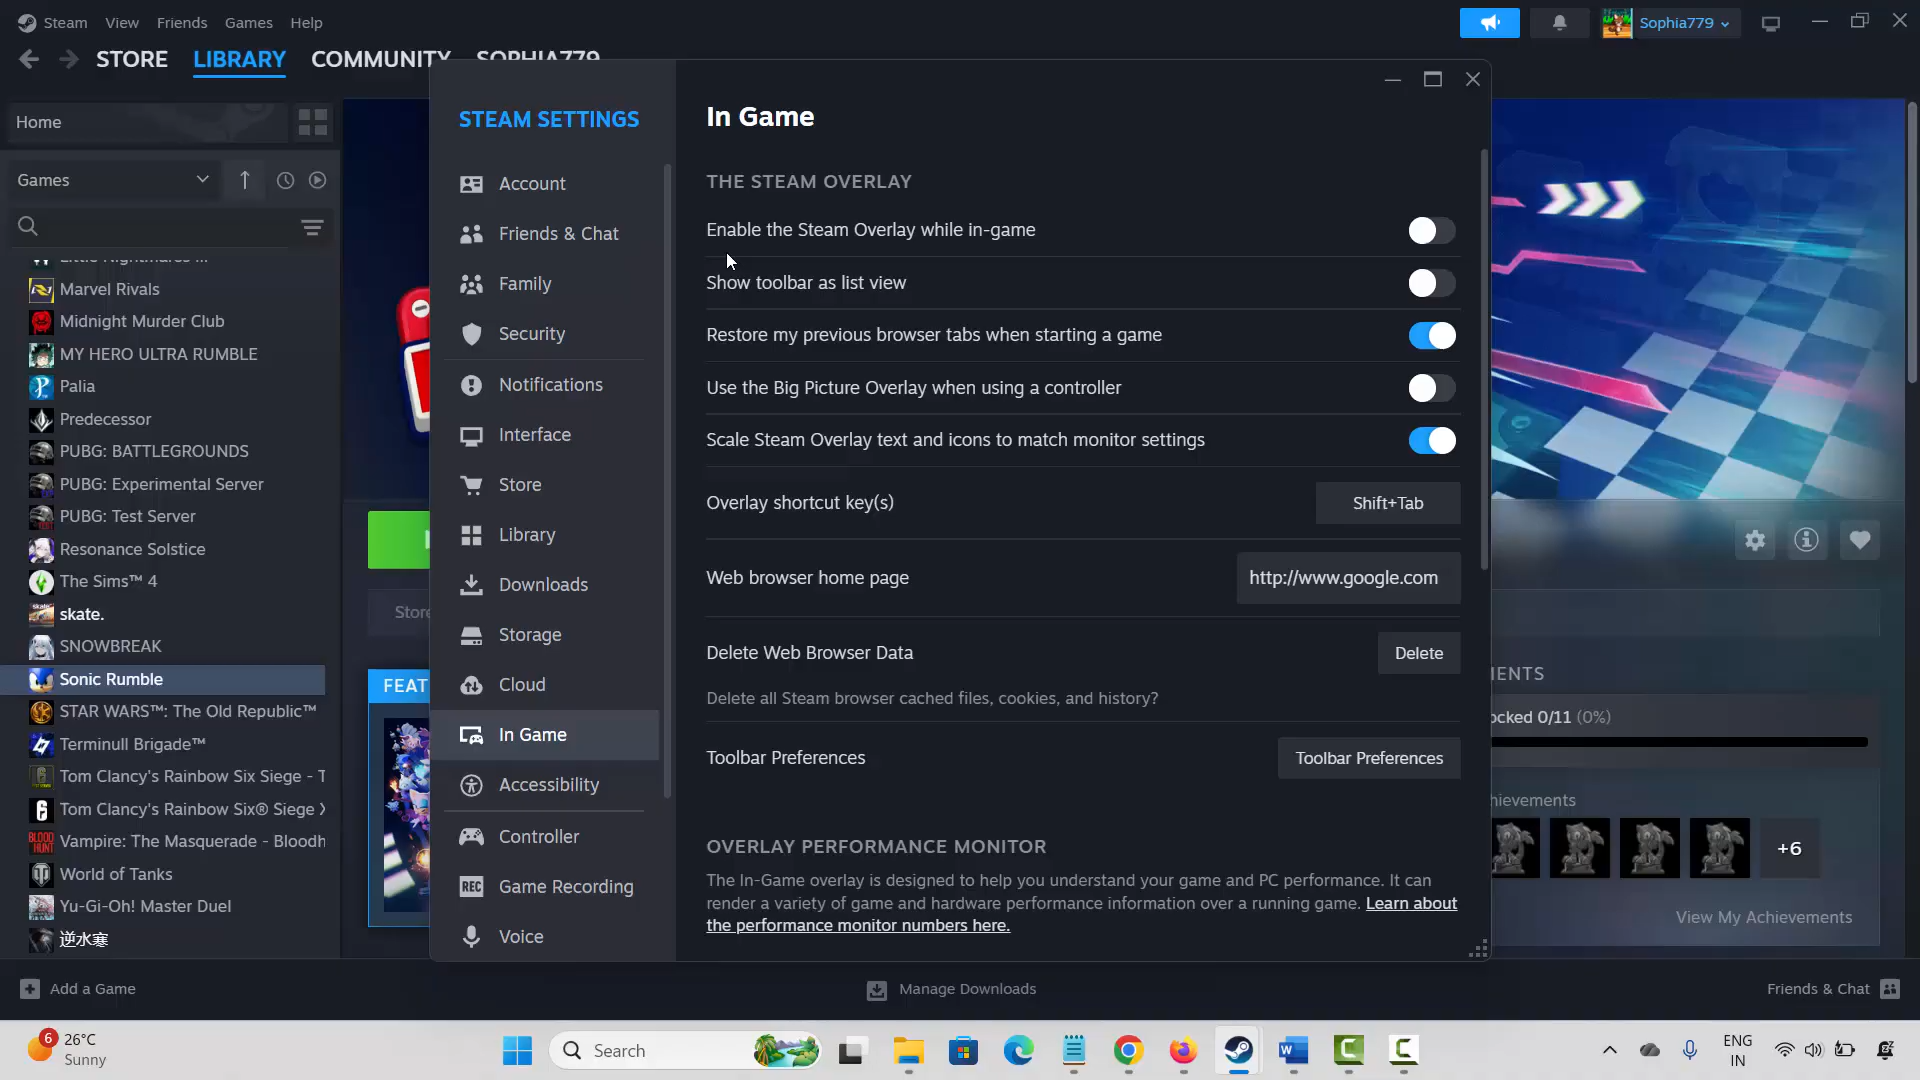 Steam View Friends Games Help
Sophia779
STORE LIBRARY COMMUNITY SOPHIA779
Home
Games
Little Nightmares ...
Marvel Rivals
Midnight Murder Club
MY HERO ULTRA RUMBLE
Palia
Predecessor
PUBG: BATTLEGROUNDS
PUBG: Experimental Server
PUBG: Test Server
Resonance Solstice
The Sims™ 4
skate.
SNOWBREAK
Sonic Rumble
STAR WARS™: The Old Republic™
Terminull Brigade™
Tom Clancy's Rainbow Six Siege - T
Tom Clancy's Rainbow Six® Siege X
Vampire: The Masquerade - Bloodh
World of Tanks
Yu-Gi-Oh! Master Duel
逆水寒
Add a Game
Store
FEAT
STEAM SETTINGS
Account
Friends & Chat
Family
Security
Notifications
Interface
Store
Library
Downloads
Storage
Cloud
In Game
Accessibility
Controller
REC Game Recording
Voice
In Game
THE STEAM OVERLAY
Enable the Steam Overlay while in-game
Show toolbar as list view
Restore my previous browser tabs when starting a game
Use the Big Picture Overlay when using a controller
Scale Steam Overlay text and icons to match monitor settings
Overlay shortcut key(s) Shift+Tab
Web browser home page http://www.google.com
Delete Web Browser Data Delete
Delete all Steam browser cached files, cookies, and history?
Toolbar Preferences Toolbar Preferences
OVERLAY PERFORMANCE MONITOR
The In-Game overlay is designed to help you understand your game and PC performance. It can
render a variety of game and hardware performance information over a running game. Learn about
the performance monitor numbers here.
MENTS
ocked 0/11 (0%)
hievements
+6
View My Achievements
Manage Downloads
Friends & Chat
6 26°C
Sunny
Search
ENG
IN